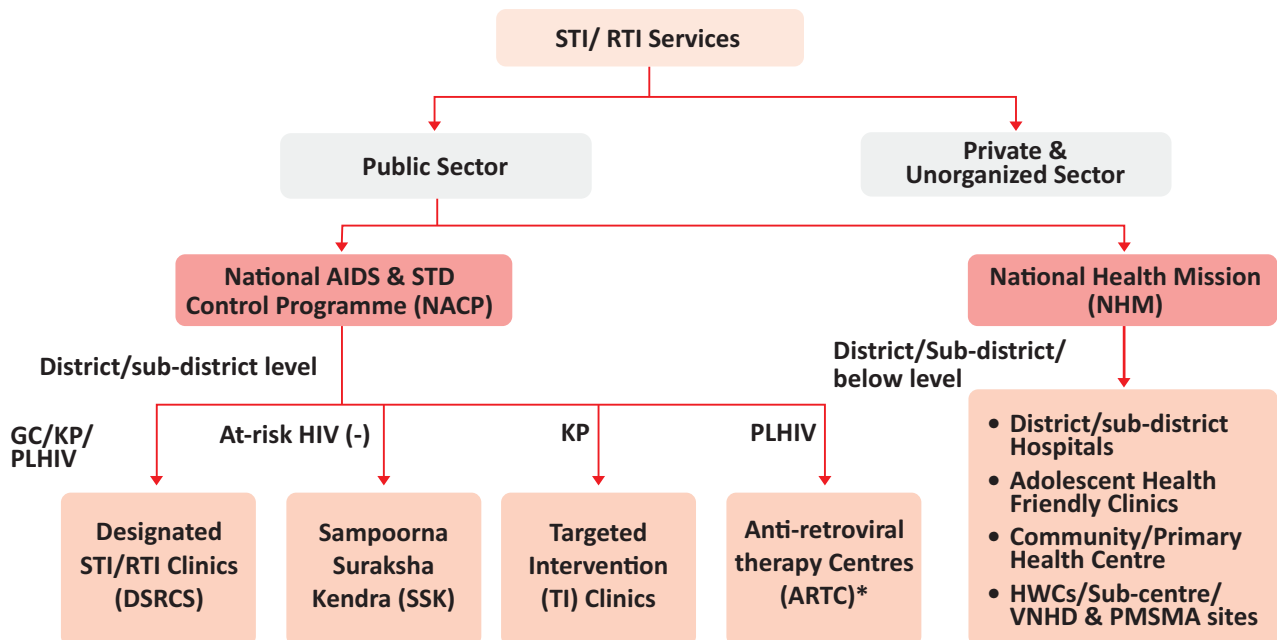 STI/ RTI Services
Public Sector
Private &
Unorganized Sector
National AIDS & STD
Control Programme (NACP)
National Health Mission
(NHM)
District/sub-district level
District/Sub-district/
below level
GC/KP/
PLHIV
At-risk HIV (-)
KP
PLHIV
Designated
STI/RTI Clinics
(DSRCS)
Sampoorna
Suraksha
Kendra (SSK)
Targeted
Intervention
(TI) Clinics
Anti-retroviral
therapy Centres
(ARTC)*
• District/sub-district
Hospitals
• Adolescent Health
Friendly Clinics
• Community/Primary
Health Centre
• HWCs/Sub-centre/
VNHD & PMSMA sites